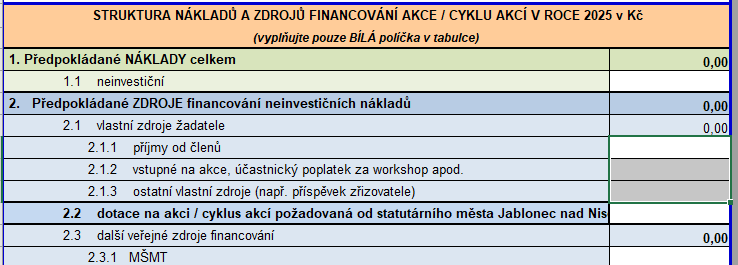 STRUKTURA NÁKLADŮ A ZDROJŮ FINANCOVÁNÍ AKCE / CYKLU AKCÍ V ROCE 2025 v Kč
(vyplňujte pouze BÍLÁ políčka v tabulce)
1. Předpokládané NÁKLADY celkem 0,00
1.1 neinvestiční
2. Předpokládané ZDROJE financování neinvestičních nákladů 0,00
2.1 vlastní zdroje žadatele 0,00
2.1.1 příjmy od členů
2.1.2 vstupné na akce, účastnický poplatek za workshop apod.
2.1.3 ostatní vlastní zdroje (např. příspěvek zřizovatele)
2.2 dotace na akci / cyklus akcí požadovaná od statutárního města Jablonec nad Nis
2.3 další veřejné zdroje financování 0,00
2.3.1 MŠMT